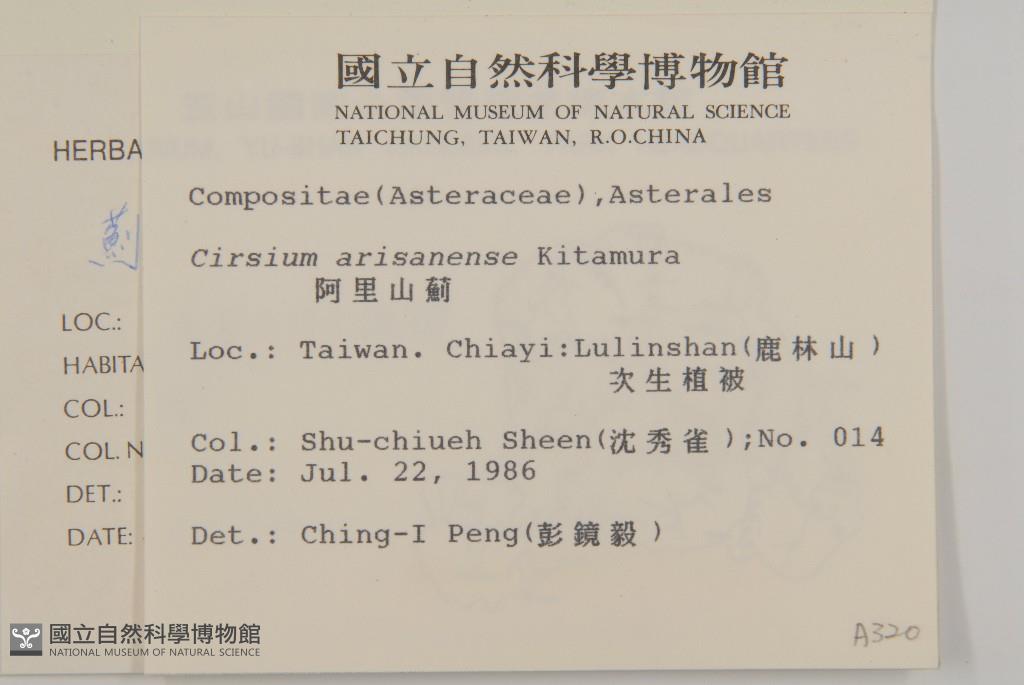 國立自然科學博物館
NATIONAL MUSEUM OF NATURAL SCIENCE
TAICHUNG, TAIWAN, R.O.CHINA
Compositae(Asteraceae),Asterales
Cirsium arisanense Kitamura
阿里山薊
Loc.: Taiwan. Chiayi:Lulinshan(鹿林山)
次生植被
Col.: Shu-chiueh Sheen(沈秀雀);No. 014
Date: Jul. 22, 1986
Det.: Ching-I Peng(彭鏡毅)
A320
HERBA
薊
LOC.:
HABITA
COL.:
COL. N
DET.:
DATE:
國立自然科學博物館
NATIONAL MUSEUM OF NATURAL SCIENCE